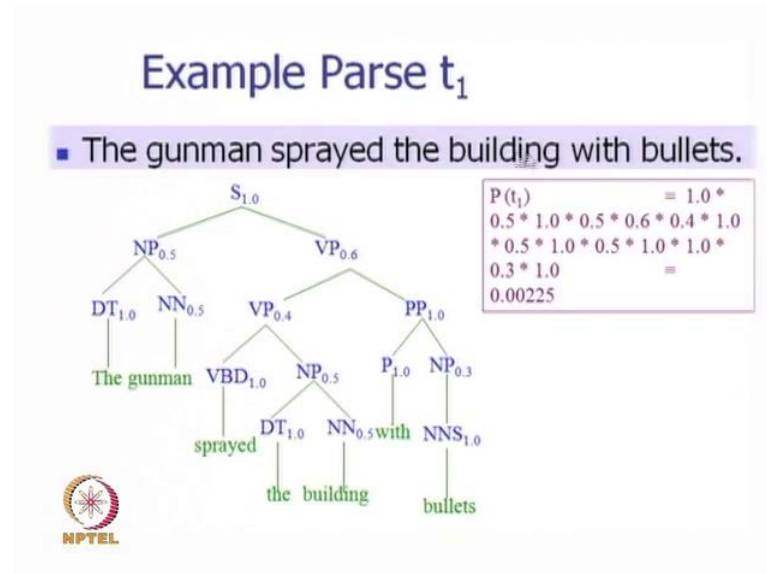 Example Parse t₁
▪ The gunman sprayed the building with bullets.
S₁.₀
P(t₁) = 1.0 *
0.5 * 1.0 * 0.5 * 0.6 * 0.4 * 1.0
* 0.5 * 1.0 * 0.5 * 1.0 * 1.0 *
0.3 * 1.0 =
0.00225
NP₀.₅ VP₀.₆
DT₁.₀ NN₀.₅ VP₀.₄ PP₁.₀
The gunman VBD₁.₀ NP₀.₅ P₁.₀ NP₀.₃
sprayed DT₁.₀ NN₀.₅ with NNS₁.₀
the building bullets
NPTEL